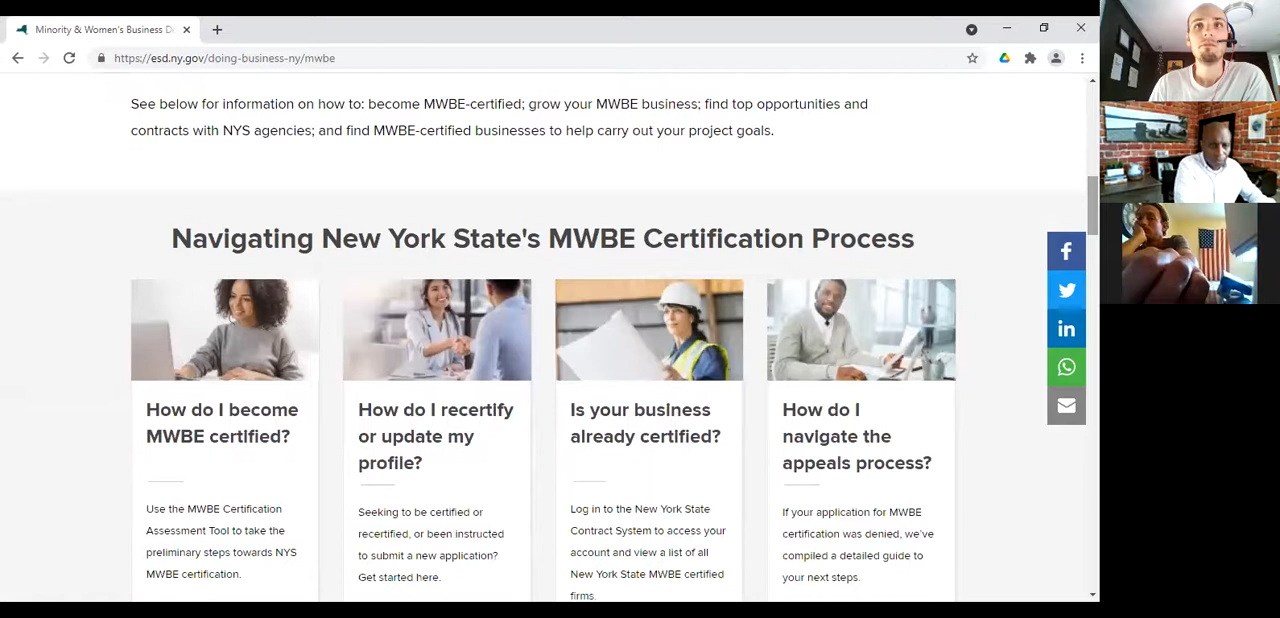 Minority & Women's Business D
https://esd.ny.gov/doing-business-ny/mwbe
See below for information on how to: become MWBE-certified; grow your MWBE business; find top opportunities and
contracts with NYS agencies; and find MWBE-certified businesses to help carry out your project goals.
Navigating New York State's MWBE Certification Process
How do I become
MWBE certified?
Use the MWBE Certification
Assessment Tool to take the
preliminary steps towards NYS
MWBE certification.
How do I recertify
or update my
profile?
Seeking to be certified or
recertified, or been instructed
to submit a new application?
Get started here.
Is your business
already certified?
Log in to the New York State
Contract System to access your
account and view a list of all
New York State MWBE certified
firms.
How do I
navigate the
appeals process?
If your application for MWBE
certification was denied, we've
compiled a detailed guide to
your next steps.